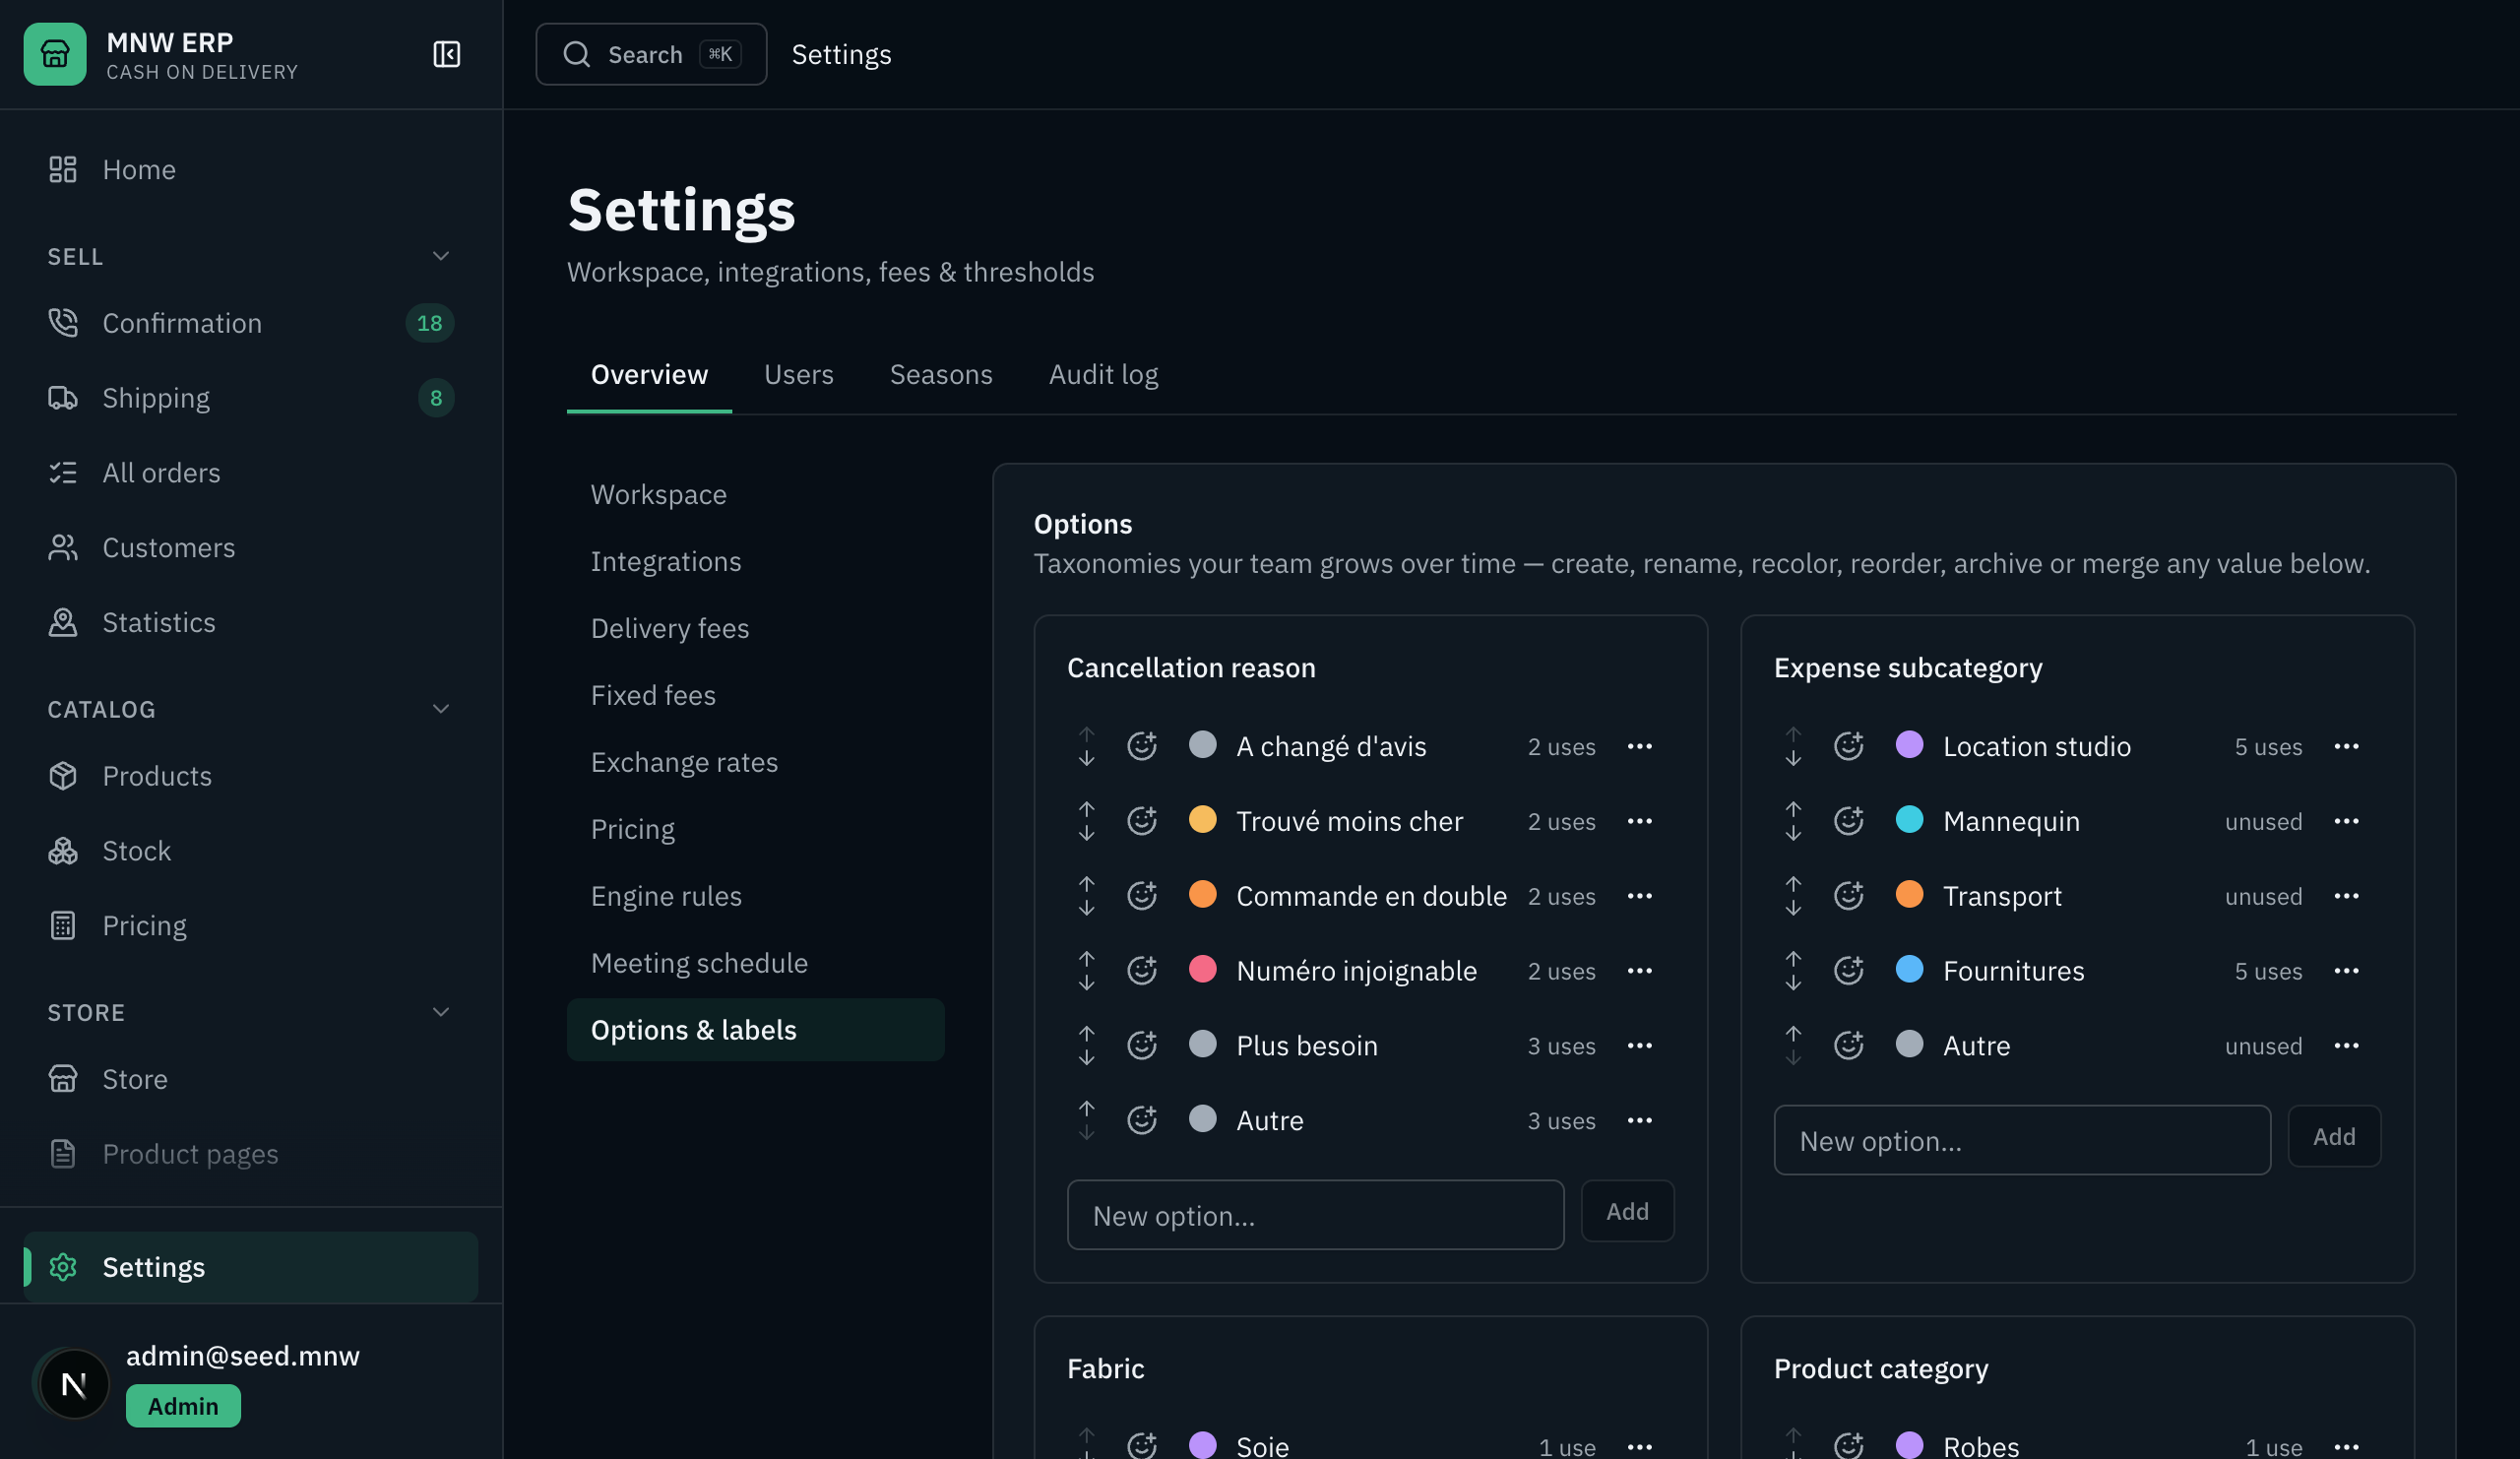 MNW ERP
CASH ON DELIVERY
Search ⌘K
Settings
Home
SELL
Confirmation 18
Shipping 8
All orders
Customers
Statistics
CATALOG
Products
Stock
Pricing
STORE
Store
Product pages
Settings
N
admin@seed.mnw
Admin
Settings
Workspace, integrations, fees & thresholds
Overview
Users
Seasons
Audit log
Workspace
Integrations
Delivery fees
Fixed fees
Exchange rates
Pricing
Engine rules
Meeting schedule
Options & labels
Options
Taxonomies your team grows over time — create, rename, recolor, reorder, archive or merge any value below.
Cancellation reason
A changé d'avis 2 uses
Trouvé moins cher 2 uses
Commande en double 2 uses
Numéro injoignable 2 uses
Plus besoin 3 uses
Autre 3 uses
New option... Add
Expense subcategory
Location studio 5 uses
Mannequin unused
Transport unused
Fournitures 5 uses
Autre unused
New option... Add
Fabric
Soie 1 use
Product category
Robes 1 use